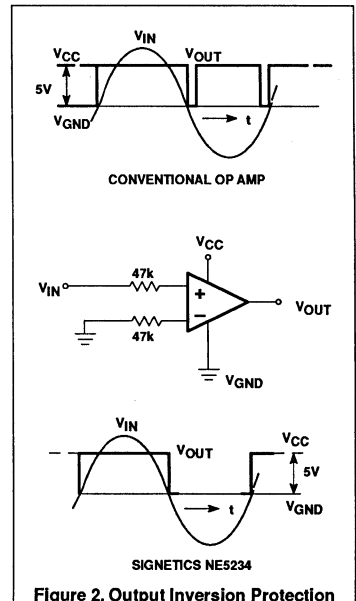 VIN
VCC
VOUT
5V
VGND
t
CONVENTIONAL OP AMP
VCC
47k
VIN
+
VOUT
−
47k
VGND
VIN
VOUT
VCC
5V
t
VGND
SIGNETICS NE5234
Figure 2. Output Inversion Protection